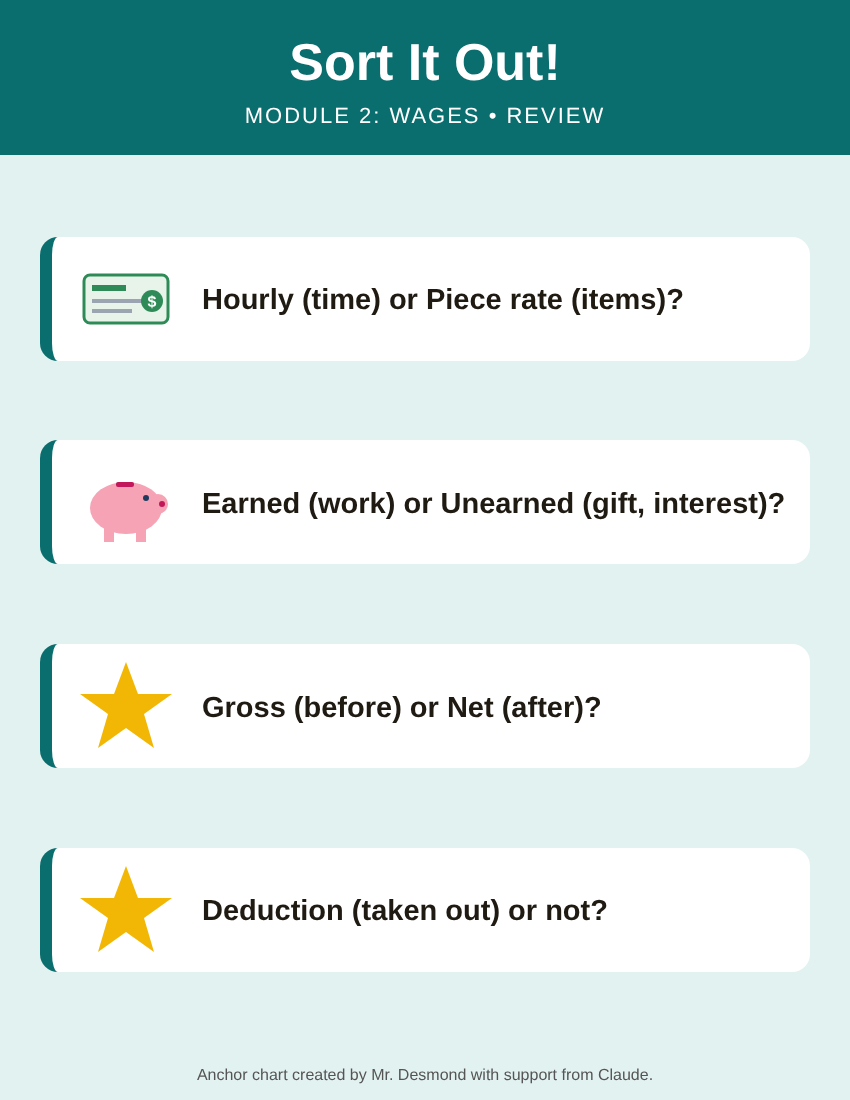 Sort It Out!
MODULE 2: WAGES • REVIEW
$
Hourly (time) or Piece rate (items)?
Earned (work) or Unearned (gift, interest)?
Gross (before) or Net (after)?
Deduction (taken out) or not?
Anchor chart created by Mr. Desmond with support from Claude.